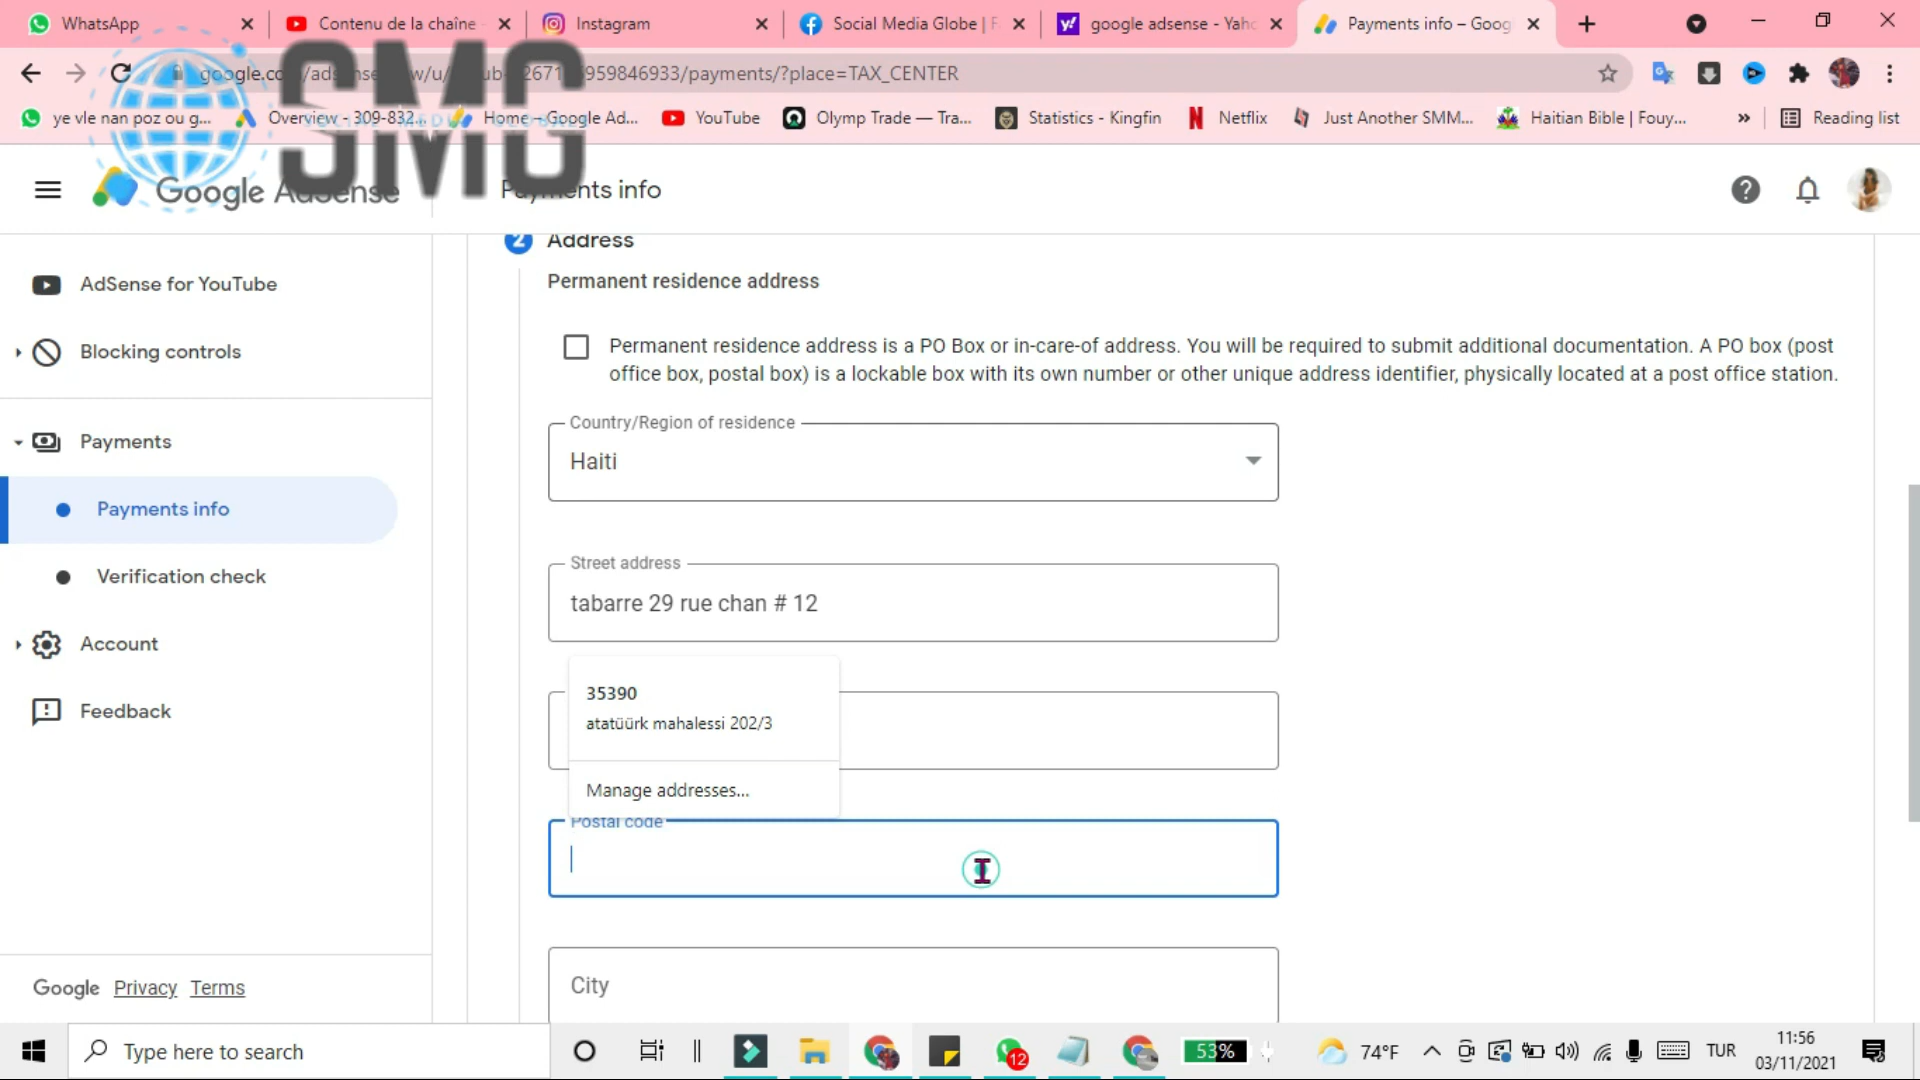 WhatsApp
Contenu de la chaîne
Instagram
Social Media Globe | F
google adsense - Yaho
Payments info – Goog
959846933/payments/?place=TAX_CENTER
ye vle nan poz ou g...
Overview - 309-832...
Home - Google Ad...
YouTube
Olymp Trade — Tra...
Statistics - Kingfin
Netflix
Just Another SMM...
Haitian Bible | Fouy...
»
Reading list
SMG
Google AdSense
Payments info
2 Address
AdSense for YouTube
Blocking controls
Payments
Payments info
Verification check
Account
Feedback
Google Privacy Terms
Permanent residence address
Permanent residence address is a PO Box or in-care-of address. You will be required to submit additional documentation. A PO box (post
office box, postal box) is a lockable box with its own number or other unique address identifier, physically located at a post office station.
Country/Region of residence
Haiti
Street address
tabarre 29 rue chan # 12
35390
atatüürk mahalessi 202/3
Manage addresses...
Postal code
City
Type here to search
12
53%
74°F
TUR
11:56
03/11/2021